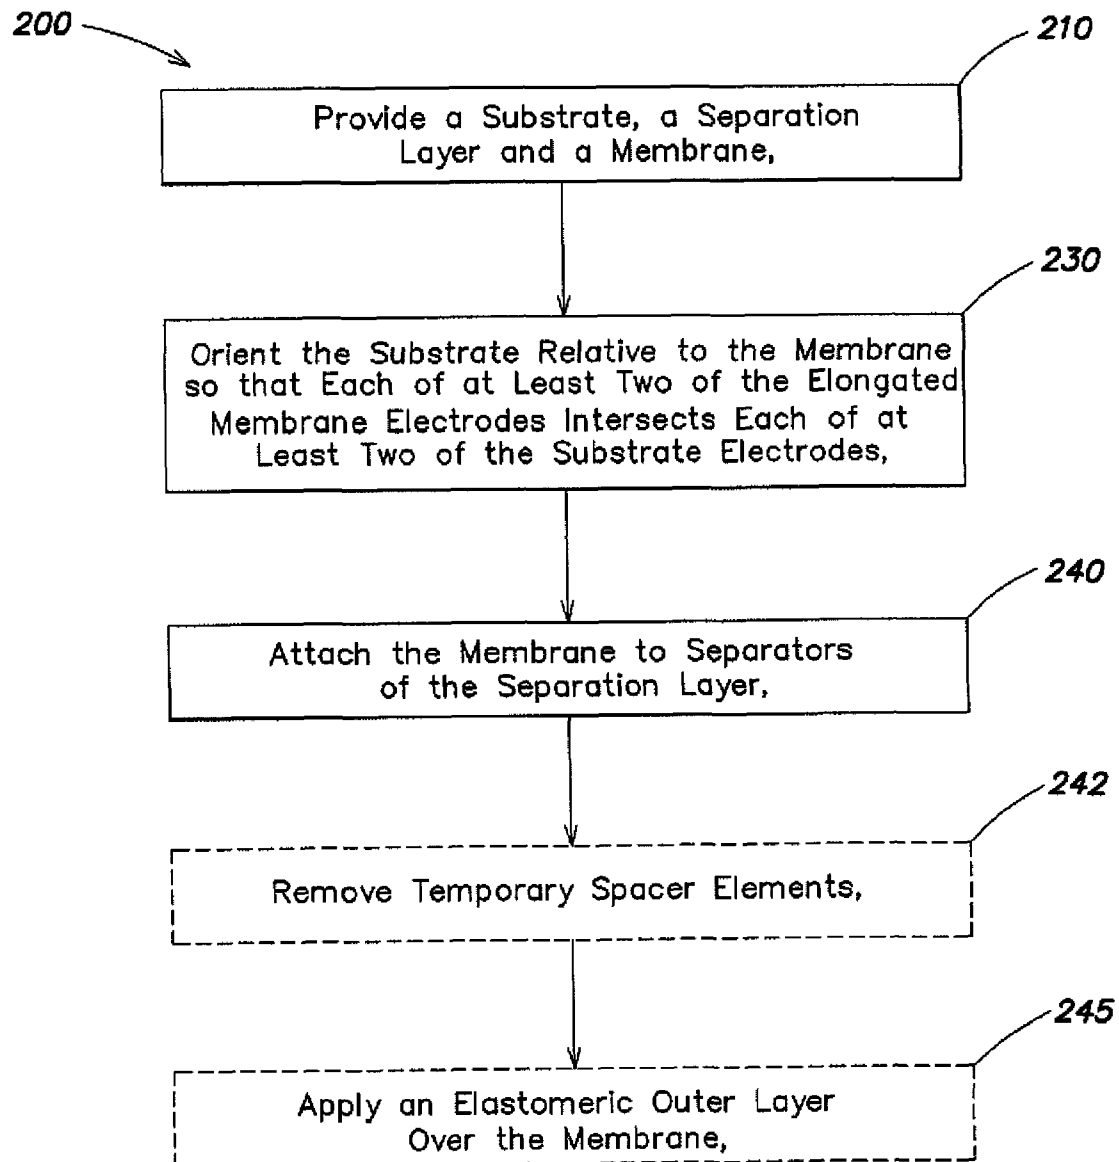 200
210
Provide a Substrate, a Separation
Layer and a Membrane,
230
Orient the Substrate Relative to the Membrane
so that Each of at Least Two of the Elongated
Membrane Electrodes Intersects Each of at
Least Two of the Substrate Electrodes,
240
Attach the Membrane to Separators
of the Separation Layer,
242
Remove Temporary Spacer Elements,
245
Apply an Elastomeric Outer Layer
Over the Membrane,